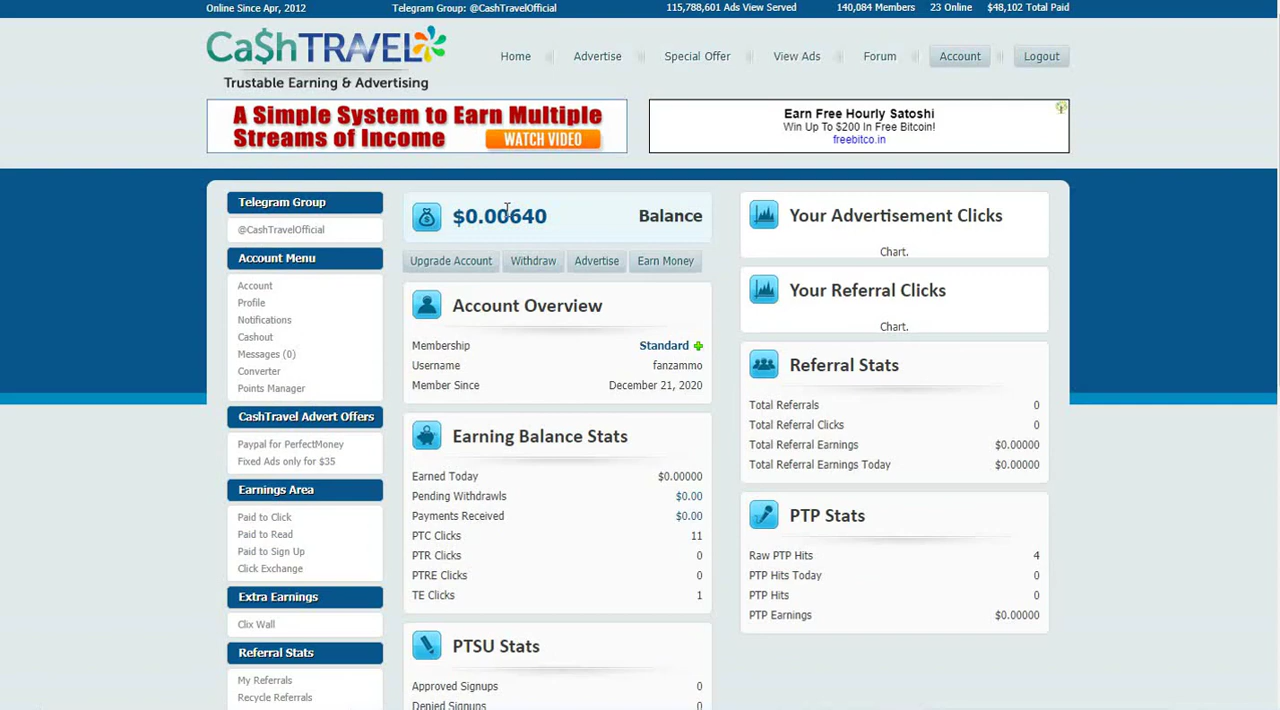 Online Since Apr, 2012
Telegram Group: @CashTravelOfficial
115,788,601 Ads View Served
140,084 Members
23 Online
$48,102 Total Paid
Ca$hTRAVEL
Trustable Earning & Advertising
Home
Advertise
Special Offer
View Ads
Forum
Account
Logout
A Simple System to Earn Multiple
Streams of Income
WATCH VIDEO
Earn Free Hourly Satoshi
Win Up To $200 In Free Bitcoin!
freebitco.in
Telegram Group
@CashTravelOfficial
Account Menu
Account
Profile
Notifications
Cashout
Messages (0)
Converter
Points Manager
CashTravel Advert Offers
Paypal for PerfectMoney
Fixed Ads only for $35
Earnings Area
Paid to Click
Paid to Read
Paid to Sign Up
Click Exchange
Extra Earnings
Clix Wall
Referral Stats
My Referrals
Recycle Referrals
$0.00640 Balance
Upgrade Account
Withdraw
Advertise
Earn Money
Account Overview
Membership Standard
Username fanzammo
Member Since December 21, 2020
Earning Balance Stats
Earned Today $0.00000
Pending Withdrawls $0.00
Payments Received $0.00
PTC Clicks 11
PTR Clicks 0
PTRE Clicks 0
TE Clicks 1
PTSU Stats
Approved Signups 0
Denied Signups 0
Your Advertisement Clicks
Chart.
Your Referral Clicks
Chart.
Referral Stats
Total Referrals 0
Total Referral Clicks 0
Total Referral Earnings $0.00000
Total Referral Earnings Today $0.00000
PTP Stats
Raw PTP Hits 4
PTP Hits Today 0
PTP Hits 0
PTP Earnings $0.00000